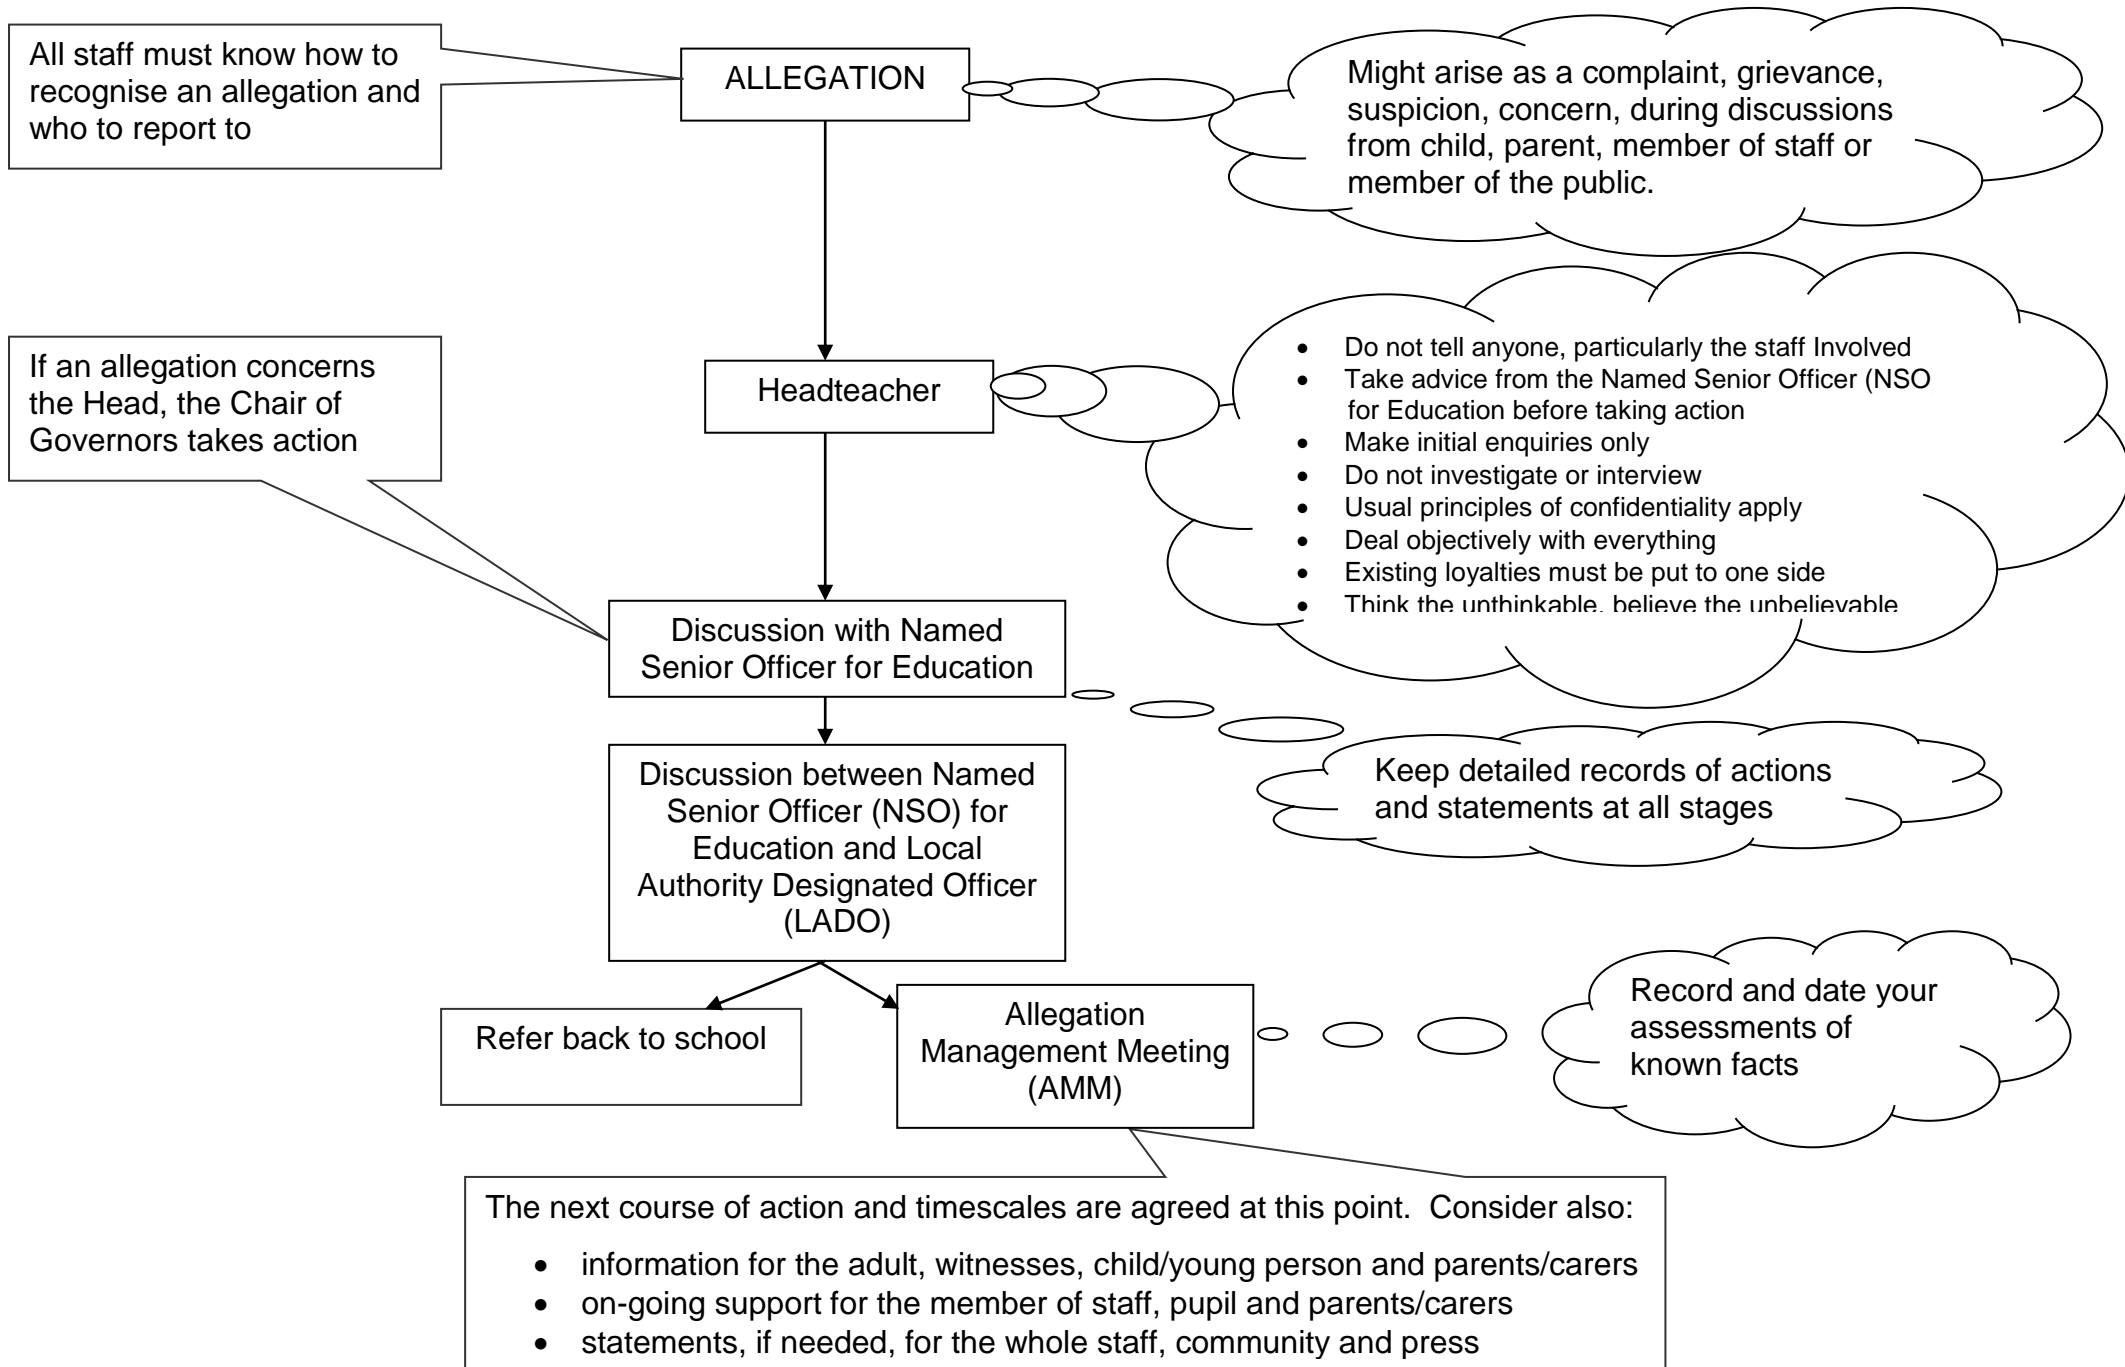 All staff must know how to
recognise an allegation and
who to report to
ALLEGATION
Might arise as a complaint, grievance,
suspicion, concern, during discussions
from child, parent, member of staff or
member of the public.
If an allegation concerns
the Head, the Chair of
Governors takes action
Headteacher
• Do not tell anyone, particularly the staff Involved
• Take advice from the Named Senior Officer (NSO
for Education before taking action
• Make initial enquiries only
• Do not investigate or interview
• Usual principles of confidentiality apply
• Deal objectively with everything
• Existing loyalties must be put to one side
• Think the unthinkable, believe the unbelievable
Discussion with Named
Senior Officer for Education
Keep detailed records of actions
and statements at all stages
Discussion between Named
Senior Officer (NSO) for
Education and Local
Authority Designated Officer
(LADO)
Refer back to school
Allegation
Management Meeting
(AMM)
Record and date your
assessments of
known facts
The next course of action and timescales are agreed at this point.  Consider also:
• information for the adult, witnesses, child/young person and parents/carers
• on-going support for the member of staff, pupil and parents/carers
• statements, if needed, for the whole staff, community and press